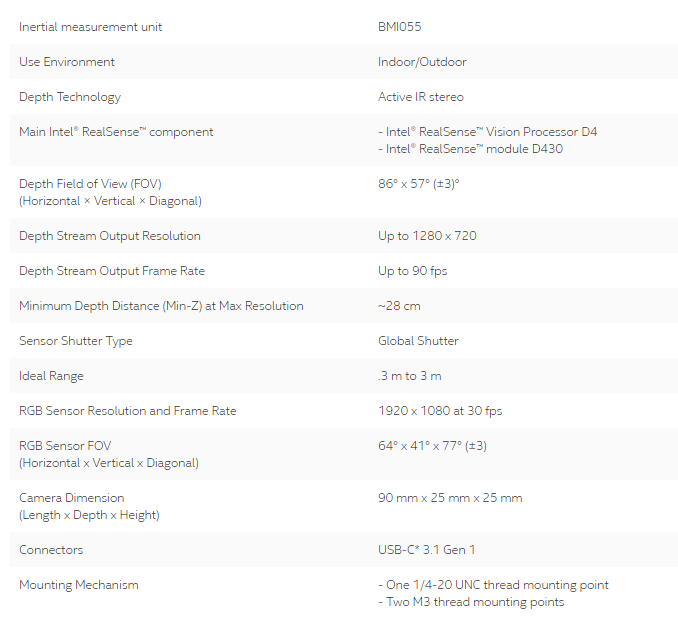 Inertial measurement unit BMI055
Use Environment Indoor/Outdoor
Depth Technology Active IR stereo
Main Intel® RealSense™ component - Intel® RealSense™ Vision Processor D4
- Intel® RealSense™ module D430
Depth Field of View (FOV) 86° x 57° (±3)°
(Horizontal × Vertical × Diagonal)
Depth Stream Output Resolution Up to 1280 x 720
Depth Stream Output Frame Rate Up to 90 fps
Minimum Depth Distance (Min-Z) at Max Resolution ~28 cm
Sensor Shutter Type Global Shutter
Ideal Range .3 m to 3 m
RGB Sensor Resolution and Frame Rate 1920 x 1080 at 30 fps
RGB Sensor FOV 64° x 41° x 77° (±3)
(Horizontal x Vertical x Diagonal)
Camera Dimension 90 mm x 25 mm x 25 mm
(Length x Depth x Height)
Connectors USB-C* 3.1 Gen 1
Mounting Mechanism - One 1/4-20 UNC thread mounting point
- Two M3 thread mounting points